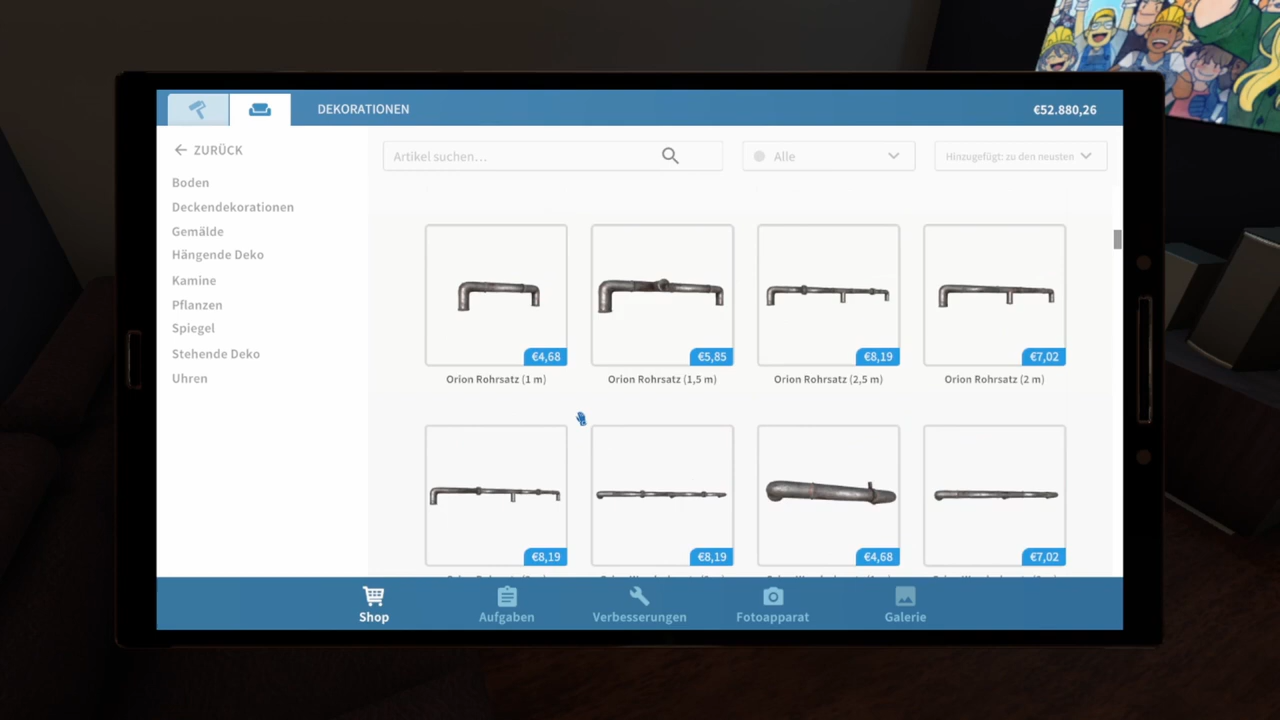 DEKORATIONEN
€52.880,26
ZURÜCK
Artikel suchen...
Alle
Hinzugefügt: zu den neusten
Boden
Deckendekorationen
Gemälde
Hängende Deko
Kamine
Pflanzen
Spiegel
Stehende Deko
Uhren
€4,68
€5,85
€8,19
€7,02
Orion Rohrsatz (1 m)
Orion Rohrsatz (1,5 m)
Orion Rohrsatz (2,5 m)
Orion Rohrsatz (2 m)
€8,19
€8,19
€4,68
€7,02
Shop
Aufgaben
Verbesserungen
Fotoapparat
Galerie